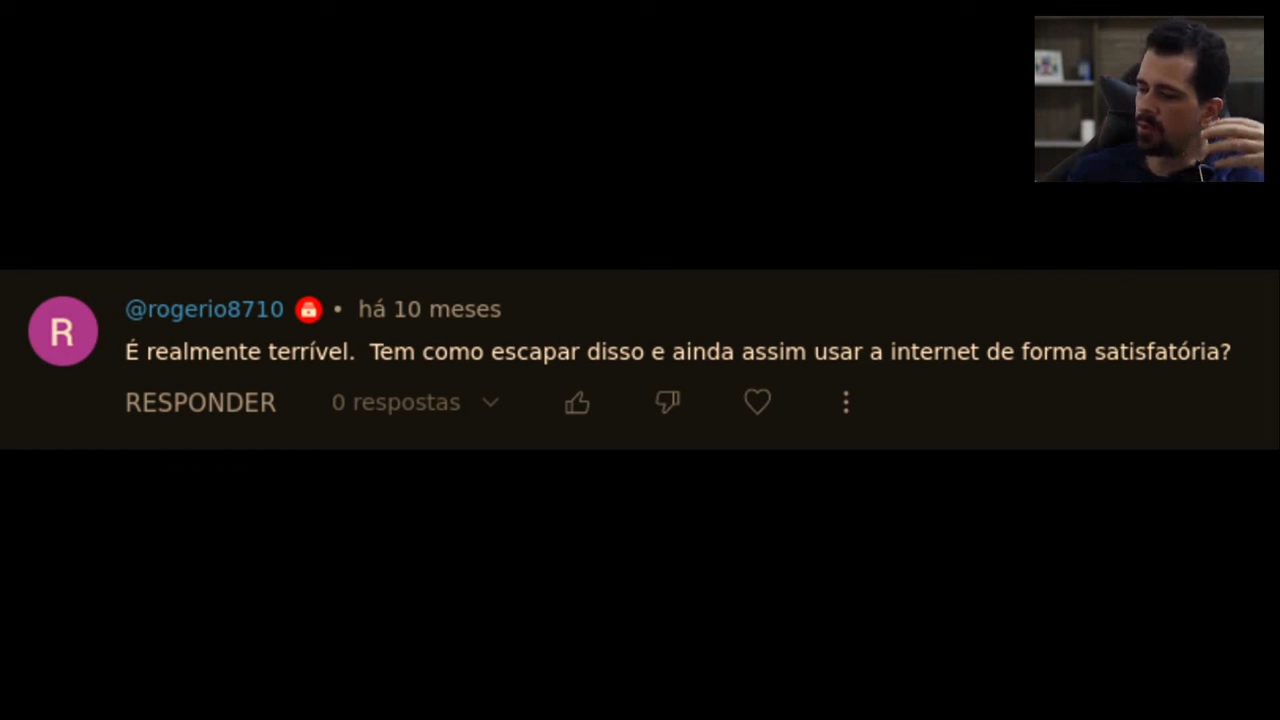 @rogerio8710 • há 10 meses
É realmente terrível. Tem como escapar disso e ainda assim usar a internet de forma satisfatória?
RESPONDER 0 respostas
R